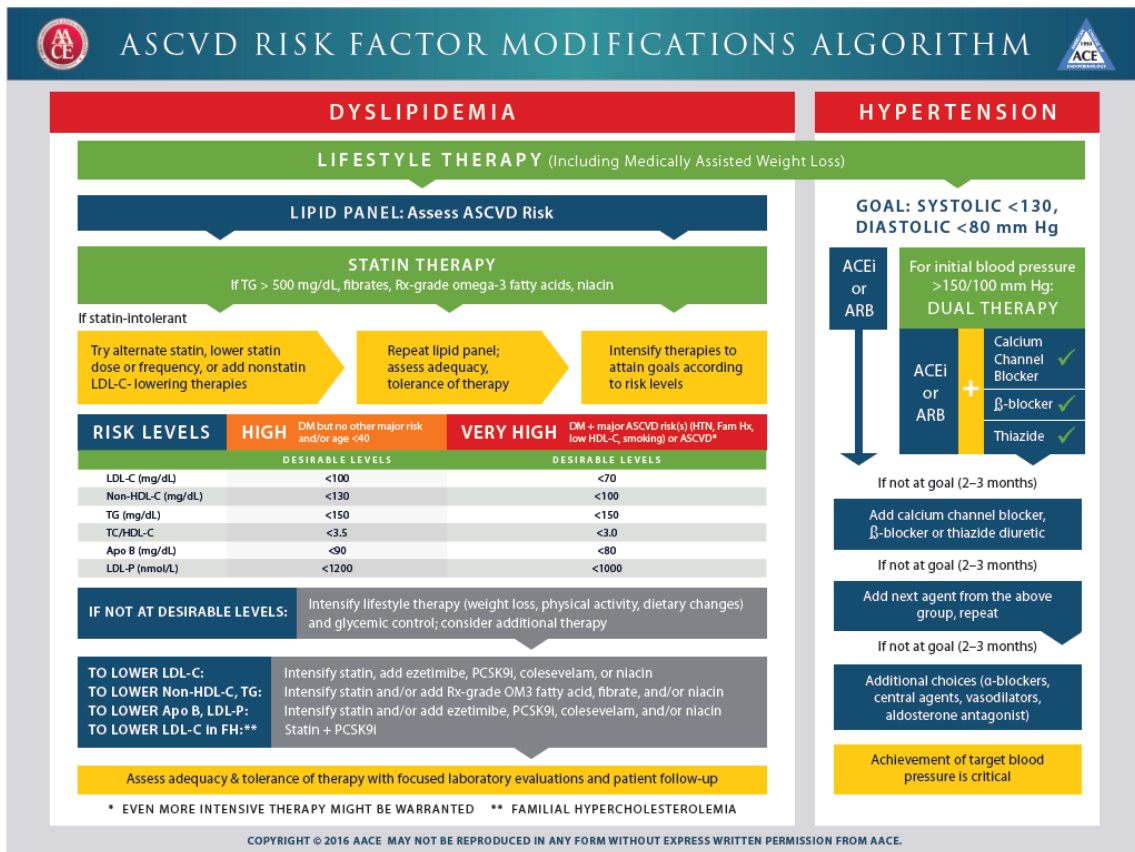 AACE
ASCVD RISK FACTOR MODIFICATIONS ALGORITHM
ACE
DYSLIPIDEMIA
HYPERTENSION
LIFESTYLE THERAPY (Including Medically Assisted Weight Loss)
LIPID PANEL: Assess ASCVD Risk
STATIN THERAPY
If TG > 500 mg/dL, fibrates, Rx-grade omega-3 fatty acids, niacin
If statin-intolerant
Try alternate statin, lower statin
dose or frequency, or add nonstatin
LDL-C- lowering therapies
Repeat lipid panel;
assess adequacy,
tolerance of therapy
Intensify therapies to
attain goals according
to risk levels
RISK LEVELS
HIGH
DM but no other major risk
and/or age <40
VERY HIGH
DM + major ASCVD risk(s) (HTN, Fam Hx,
low HDL-C, smoking) or ASCVD*
DESIRABLE LEVELS DESIRABLE LEVELS
LDL-C (mg/dL) <100 <70
Non-HDL-C (mg/dL) <130 <100
TG (mg/dL) <150 <150
TC/HDL-C <3.5 <3.0
Apo B (mg/dL) <90 <80
LDL-P (nmol/L) <1200 <1000
IF NOT AT DESIRABLE LEVELS:
Intensify lifestyle therapy (weight loss, physical activity, dietary changes)
and glycemic control; consider additional therapy
TO LOWER LDL-C: Intensify statin, add ezetimibe, PCSK9i, colesevelam, or niacin
TO LOWER Non-HDL-C, TG: Intensify statin and/or add Rx-grade OM3 fatty acid, fibrate, and/or niacin
TO LOWER Apo B, LDL-P: Intensify statin and/or add ezetimibe, PCSK9i, colesevelam, and/or niacin
TO LOWER LDL-C in FH:** Statin + PCSK9i
Assess adequacy & tolerance of therapy with focused laboratory evaluations and patient follow-up
* EVEN MORE INTENSIVE THERAPY MIGHT BE WARRANTED ** FAMILIAL HYPERCHOLESTEROLEMIA
GOAL: SYSTOLIC <130,
DIASTOLIC <80 mm Hg
ACEi
or
ARB
For initial blood pressure
>150/100 mm Hg:
DUAL THERAPY
ACEi
or
ARB
+
Calcium
Channel
Blocker ✓
ß-blocker ✓
Thiazide ✓
If not at goal (2–3 months)
Add calcium channel blocker,
ß-blocker or thiazide diuretic
If not at goal (2–3 months)
Add next agent from the above
group, repeat
If not at goal (2–3 months)
Additional choices (α-blockers,
central agents, vasodilators,
aldosterone antagonist)
Achievement of target blood
pressure is critical
COPYRIGHT © 2016 AACE MAY NOT BE REPRODUCED IN ANY FORM WITHOUT EXPRESS WRITTEN PERMISSION FROM AACE.